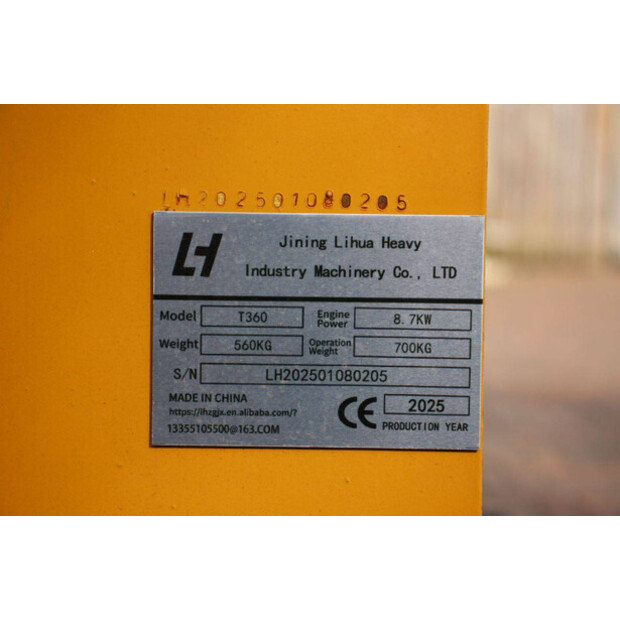 LH202501080205
LH
Jining Lihua Heavy
Industry Machinery Co., LTD
Model T360 Engine Power 8.7KW
Weight 560KG Operation Weight 700KG
S/N LH202501080205
MADE IN CHINA
https://lhzgjx.en.alibaba.com/?
13355105500@163.COM
CE 2025
PRODUCTION YEAR